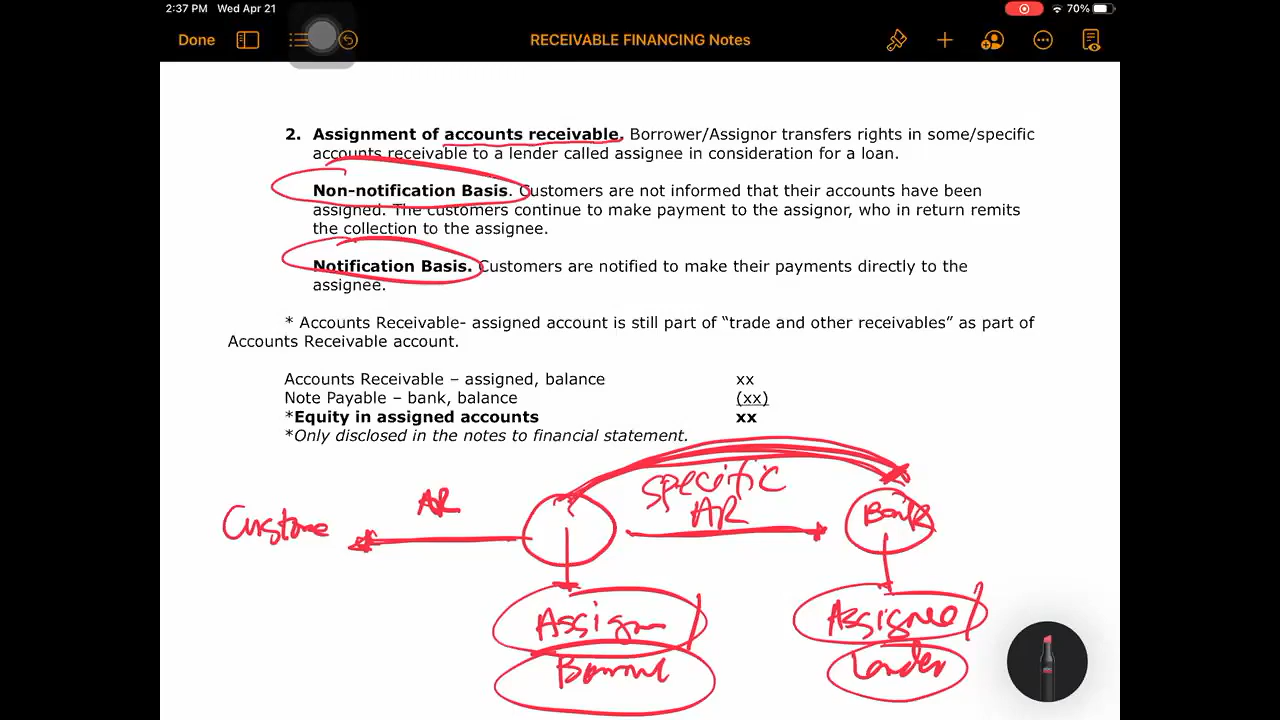 2:37 PM Wed Apr 21
70%
Done
RECEIVABLE FINANCING Notes
2. Assignment of accounts receivable. Borrower/Assignor transfers rights in some/specific
accounts receivable to a lender called assignee in consideration for a loan.
Non-notification Basis. Customers are not informed that their accounts have been
assigned. The customers continue to make payment to the assignor, who in return remits
the collection to the assignee.
Notification Basis. Customers are notified to make their payments directly to the
assignee.
* Accounts Receivable- assigned account is still part of “trade and other receivables” as part of
Accounts Receivable account.
Accounts Receivable – assigned, balance xx
Note Payable – bank, balance (xx)
*Equity in assigned accounts xx
*Only disclosed in the notes to financial statement.
Specific
AR
AR
Custome
Bank
Assignee
Lender